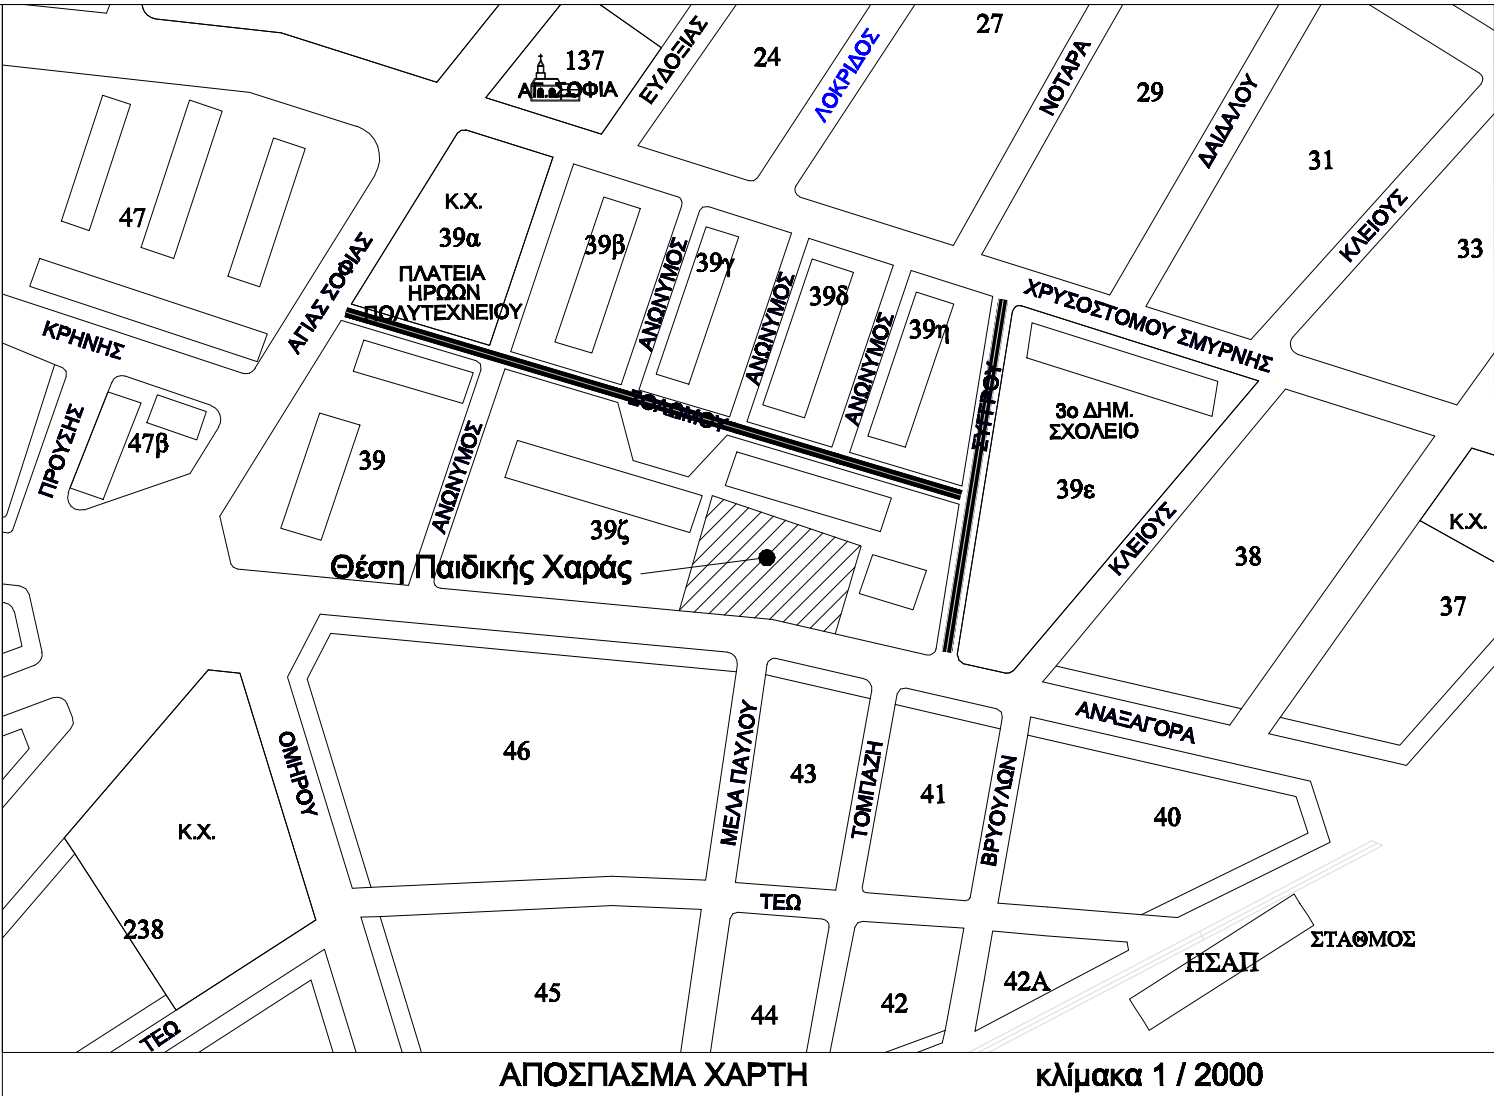 137
ΑΓ. ΣΟΦΙΑ
ΕΥΔΟΞΙΑΣ
24
ΛΟΚΡΙΔΟΣ
27
ΝΟΤΑΡΑ
29
ΔΑΙΔΑΛΟΥ
31
ΚΛΕΙΟΥΣ
33
47
Κ.Χ.
39α
ΠΛΑΤΕΙΑ
ΗΡΩΩΝ
ΠΟΛΥΤΕΧΝΕΙΟΥ
ΑΓΙΑΣ ΣΟΦΙΑΣ
39β
ΑΝΩΝΥΜΟΣ
39γ
ΑΝΩΝΥΜΟΣ
39δ
ΑΝΩΝΥΜΟΣ
39η
ΧΡΥΣΟΣΤΟΜΟΥ ΣΜΥΡΝΗΣ
ΚΡΗΝΗΣ
ΠΡΟΥΣΗΣ
47β
39
ΑΝΩΝΥΜΟΣ
ΣΟΛΩΜΟΥ
ΣΥΓΓΡΟΥ
3ο ΔΗΜ.
ΣΧΟΛΕΙΟ
39ε
ΚΛΕΙΟΥΣ
38
Κ.Χ.
37
39ζ
Θέση Παιδικής Χαράς
ΟΜΗΡΟΥ
46
ΜΕΛΑ ΠΑΥΛΟΥ
43
ΤΟΜΠΑΖΗ
41
ΒΡΥΟΥΛΩΝ
ΑΝΑΞΑΓΟΡΑ
40
Κ.Χ.
238
ΤΕΩ
ΤΕΩ
45
44
42
42Α
ΗΣΑΠ
ΣΤΑΘΜΟΣ
ΑΠΟΣΠΑΣΜΑ ΧΑΡΤΗ κλίμακα 1 / 2000